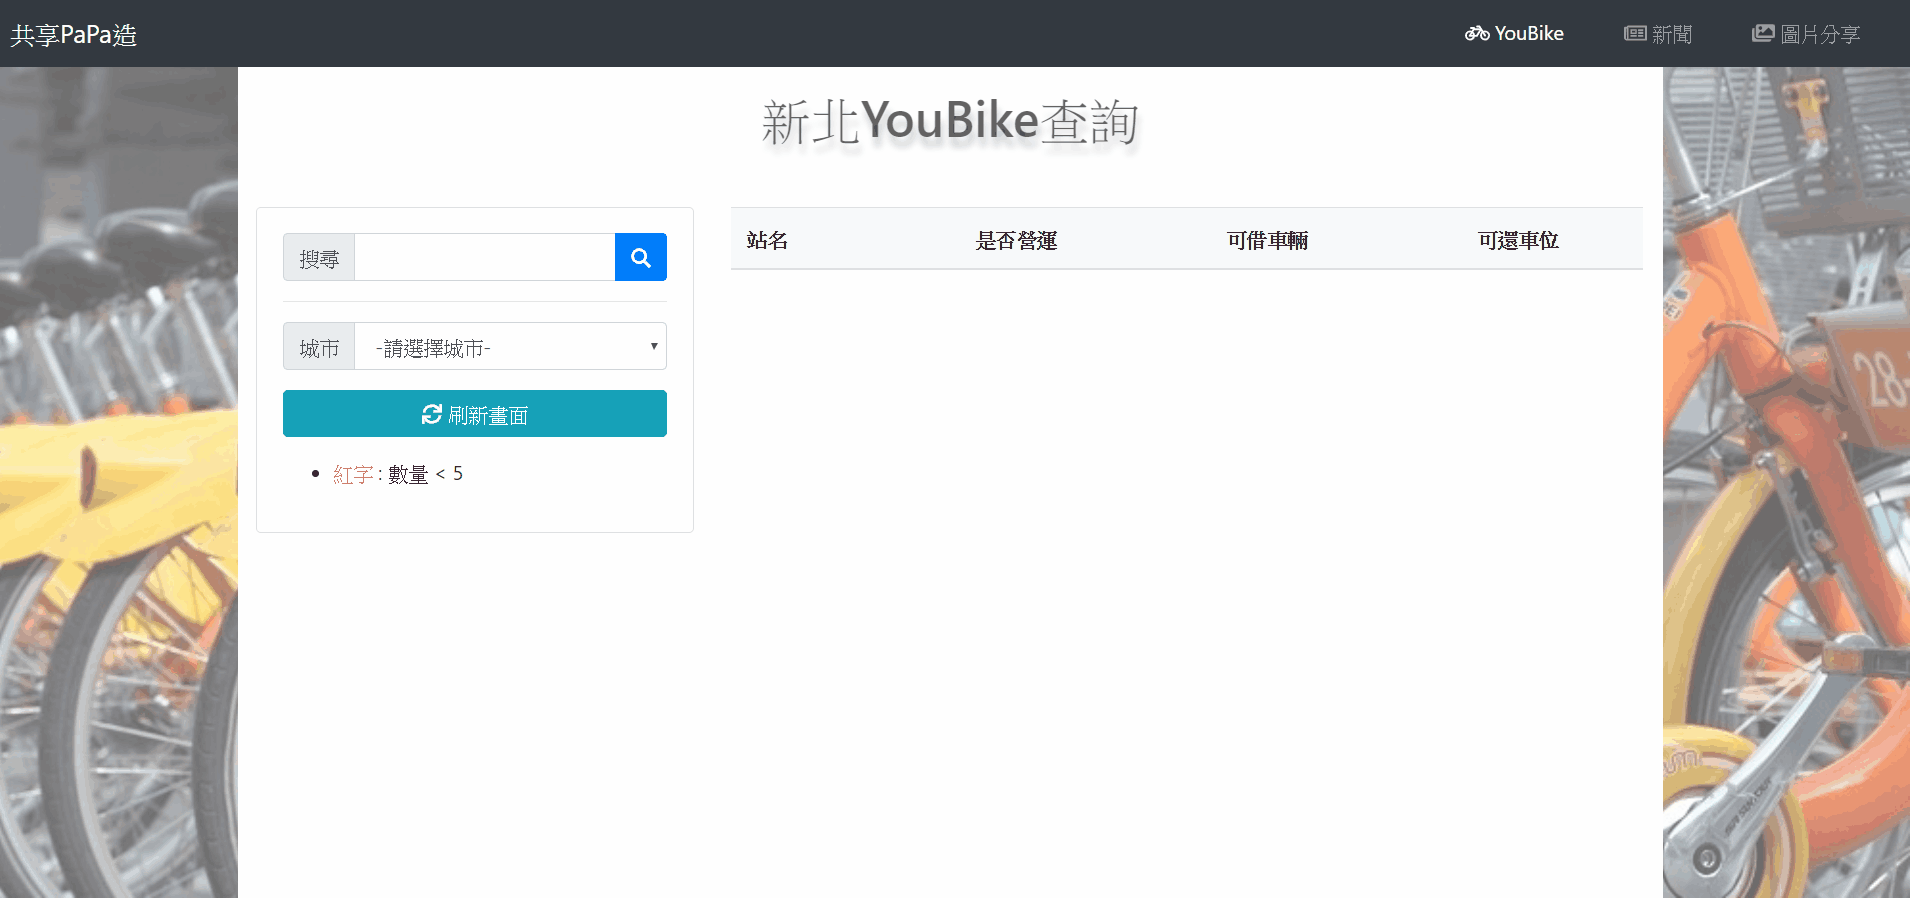 共享PaPa造
YouBike
新聞
圖片分享
新北YouBike查詢
搜尋
城市
-請選擇城市-
刷新畫面
紅字 : 數量 < 5
站名 是否營運 可借車輛 可還車位
28-
um